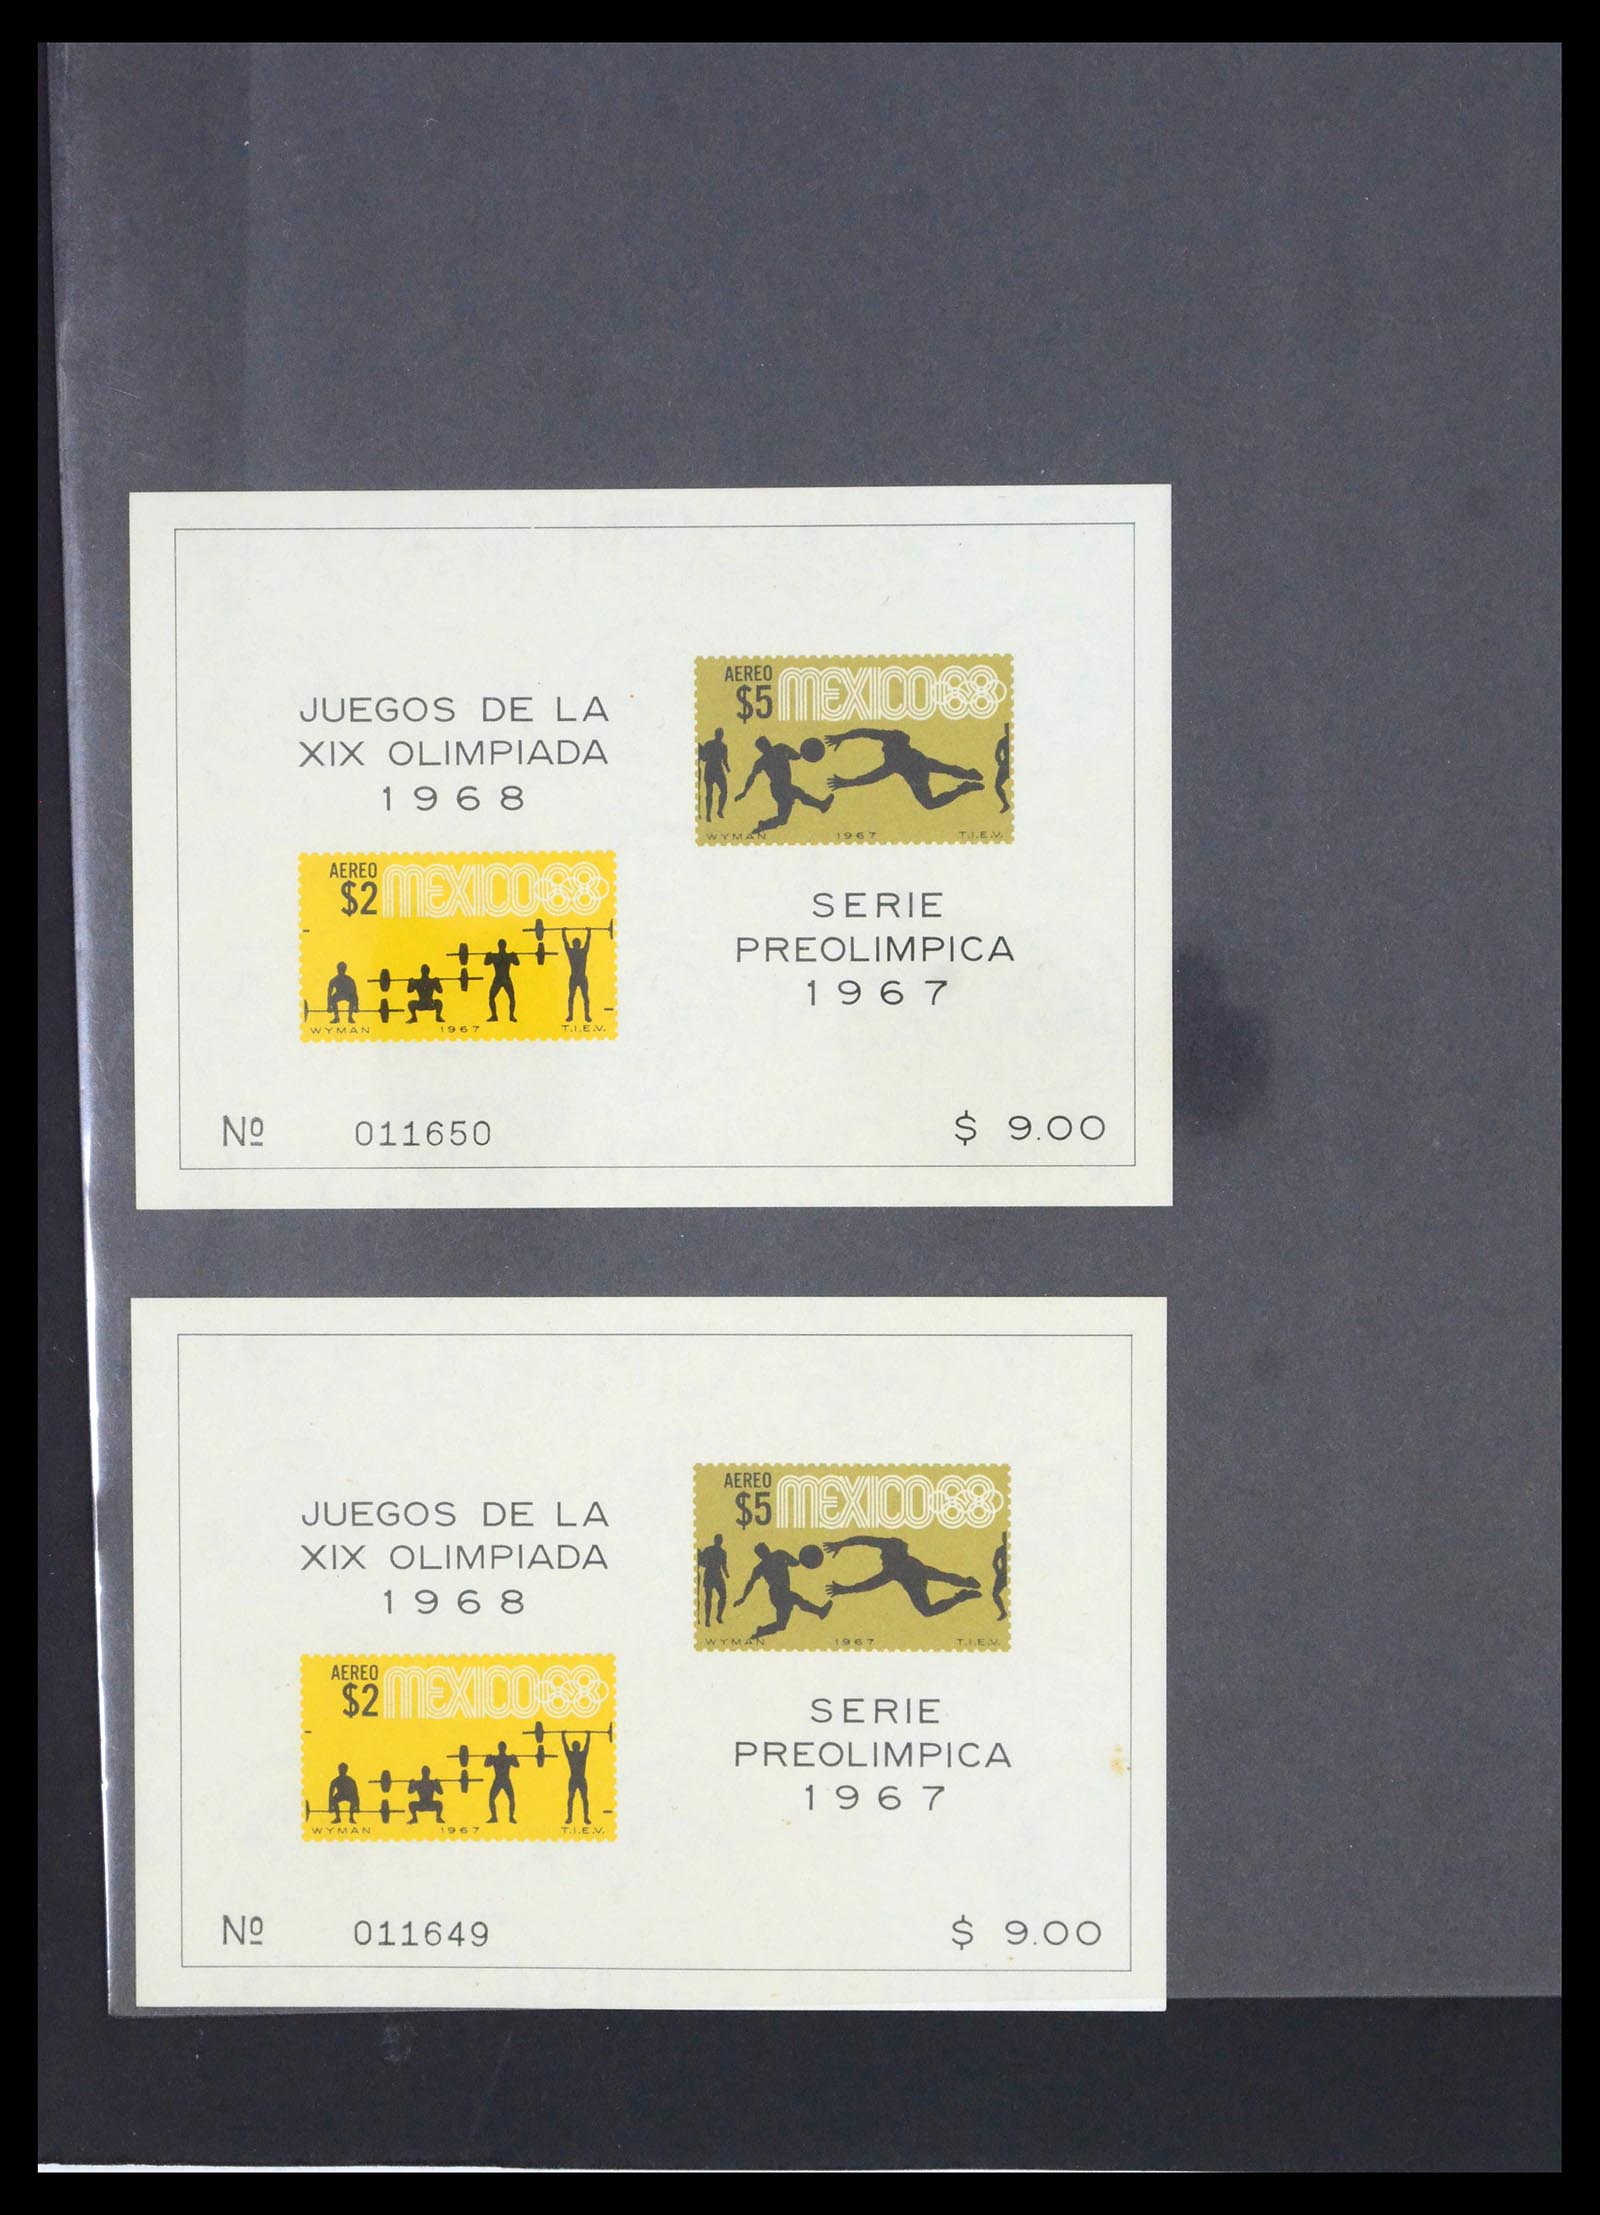 JUEGOS DE LA
XIX OLIMPIADA
1968
AEREO
$5 MEXICO68
WYMAN 1967 T.I.E.V.
AEREO
$2 MEXICO68
WYMAN 1967 T.I.E.V.
SERIE
PREOLIMPICA
1967
Nº 011650
$ 9.00
JUEGOS DE LA
XIX OLIMPIADA
1968
AEREO
$5 MEXICO68
WYMAN 1967 T.I.E.V.
AEREO
$2 MEXICO68
WYMAN 1967 T.I.E.V.
SERIE
PREOLIMPICA
1967
Nº 011649
$ 9.00